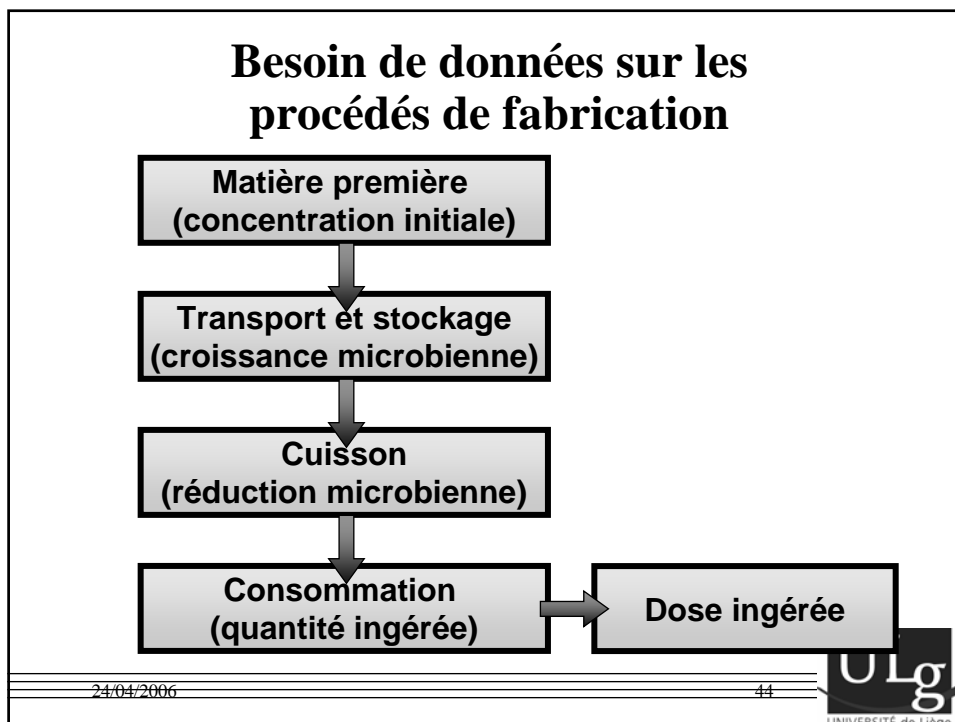 Besoin de données sur les
procédés de fabrication
Matière première
(concentration initiale)
Transport et stockage
(croissance microbienne)
Cuisson
(réduction microbienne)
Consommation
(quantité ingérée)
Dose ingérée
24/04/2006
44
ULg
UNIVERSITÉ de Liège